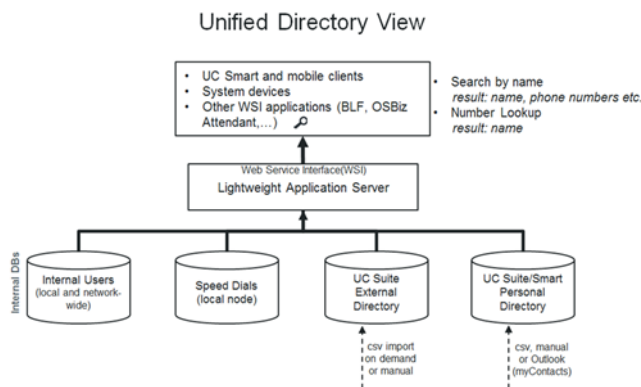 Unified Directory View
• UC Smart and mobile clients
• System devices
• Other WSI applications (BLF, OSBiz
Attendant,...)
• Search by name
result: name, phone numbers etc.
• Number Lookup
result: name
Web Service Interface(WSI)
Lightweight Application Server
Internal DBs
Internal Users
(local and network-
wide)
Speed Dials
(local node)
UC Suite
External
Directory
UC Suite/Smart
Personal
Directory
csv import
on demand
or manual
csv, manual
or Outlook
(myContacts)